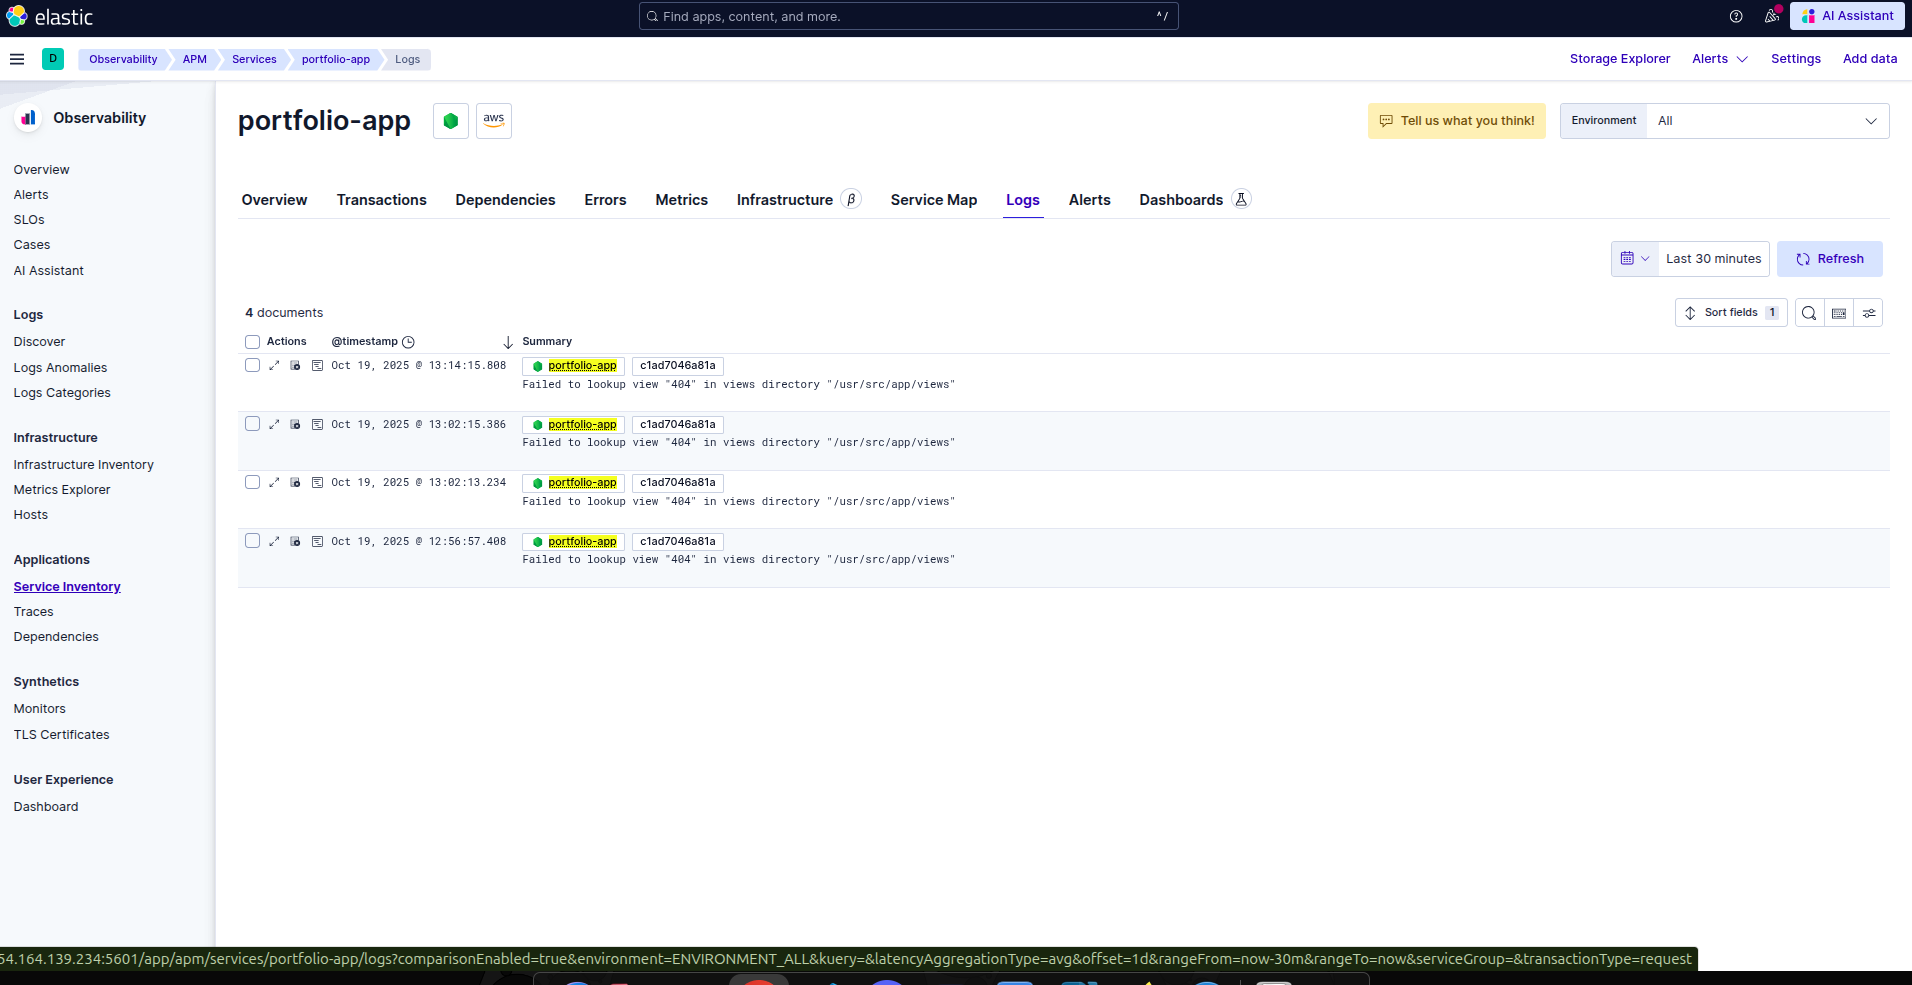 elastic
Find apps, content, and more.
^/
AI Assistant
D
Observability
APM
Services
portfolio-app
Logs
Storage Explorer
Alerts
Settings
Add data
Observability
Overview
Alerts
SLOs
Cases
AI Assistant
Logs
Discover
Logs Anomalies
Logs Categories
Infrastructure
Infrastructure Inventory
Metrics Explorer
Hosts
Applications
Service Inventory
Traces
Dependencies
Synthetics
Monitors
TLS Certificates
User Experience
Dashboard
portfolio-app
aws
Tell us what you think!
Environment
All
Overview
Transactions
Dependencies
Errors
Metrics
Infrastructure β
Service Map
Logs
Alerts
Dashboards
Last 30 minutes
Refresh
4 documents
Sort fields 1
Actions @timestamp Summary
Oct 19, 2025 @ 13:14:15.808 portfolio-app c1ad7046a81a
Failed to lookup view "404" in views directory "/usr/src/app/views"
Oct 19, 2025 @ 13:02:15.386 portfolio-app c1ad7046a81a
Failed to lookup view "404" in views directory "/usr/src/app/views"
Oct 19, 2025 @ 13:02:13.234 portfolio-app c1ad7046a81a
Failed to lookup view "404" in views directory "/usr/src/app/views"
Oct 19, 2025 @ 12:56:57.408 portfolio-app c1ad7046a81a
Failed to lookup view "404" in views directory "/usr/src/app/views"
54.164.139.234:5601/app/apm/services/portfolio-app/logs?comparisonEnabled=true&environment=ENVIRONMENT_ALL&kuery=&latencyAggregationType=avg&offset=1d&rangeFrom=now-30m&rangeTo=now&serviceGroup=&transactionType=request